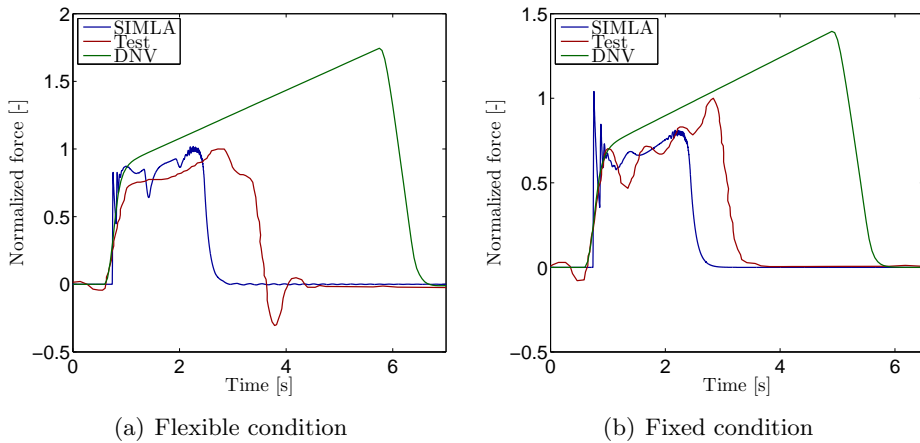 2
1.5
1
0.5
0
−0.5
Normalized force [-]
SIMLA
Test
DNV
0 2 4 6
Time [s]
(a) Flexible condition
1.5
1
0.5
0
−0.5
Normalized force [-]
SIMLA
Test
DNV
0 2 4 6
Time [s]
(b) Fixed condition